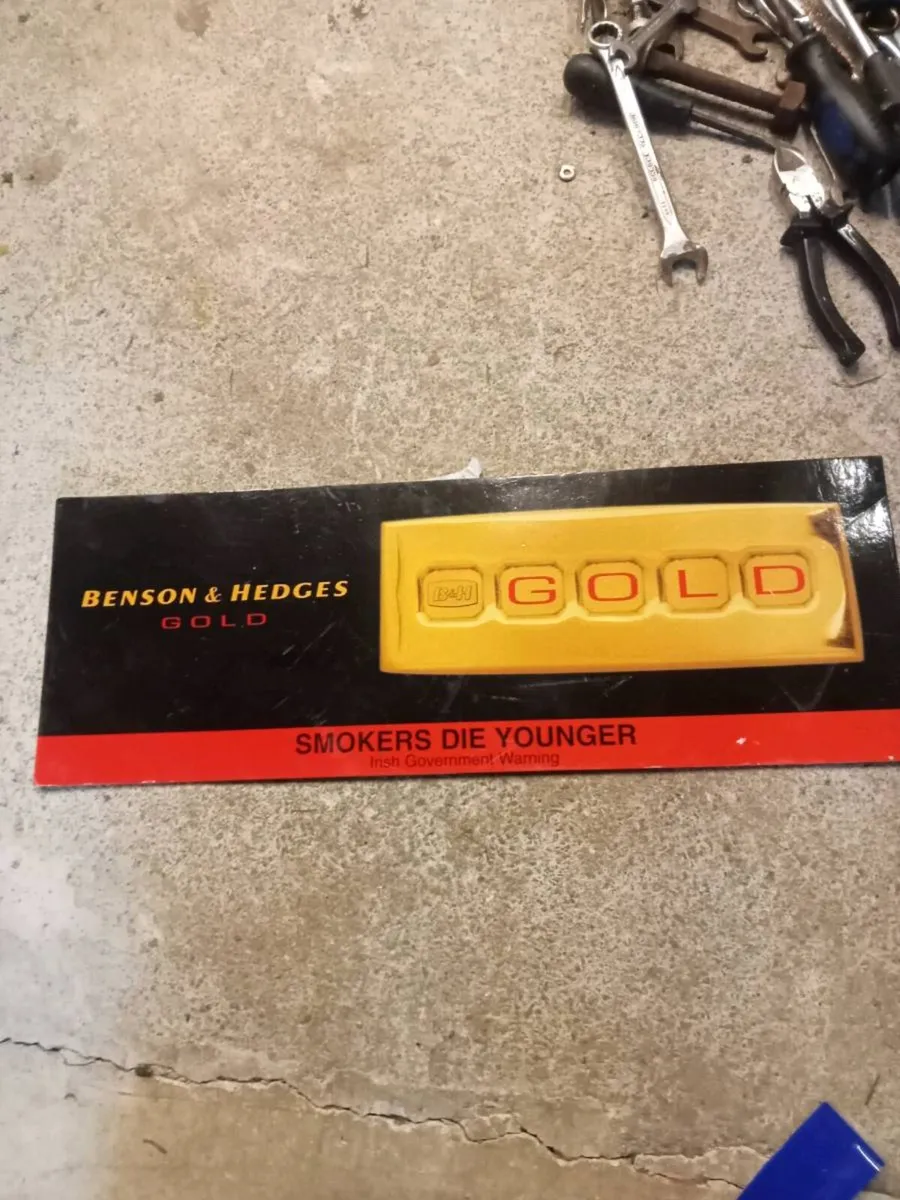 BENSON & HEDGES
GOLD
B&H GOLD
SMOKERS DIE YOUNGER
Irish Government Warning